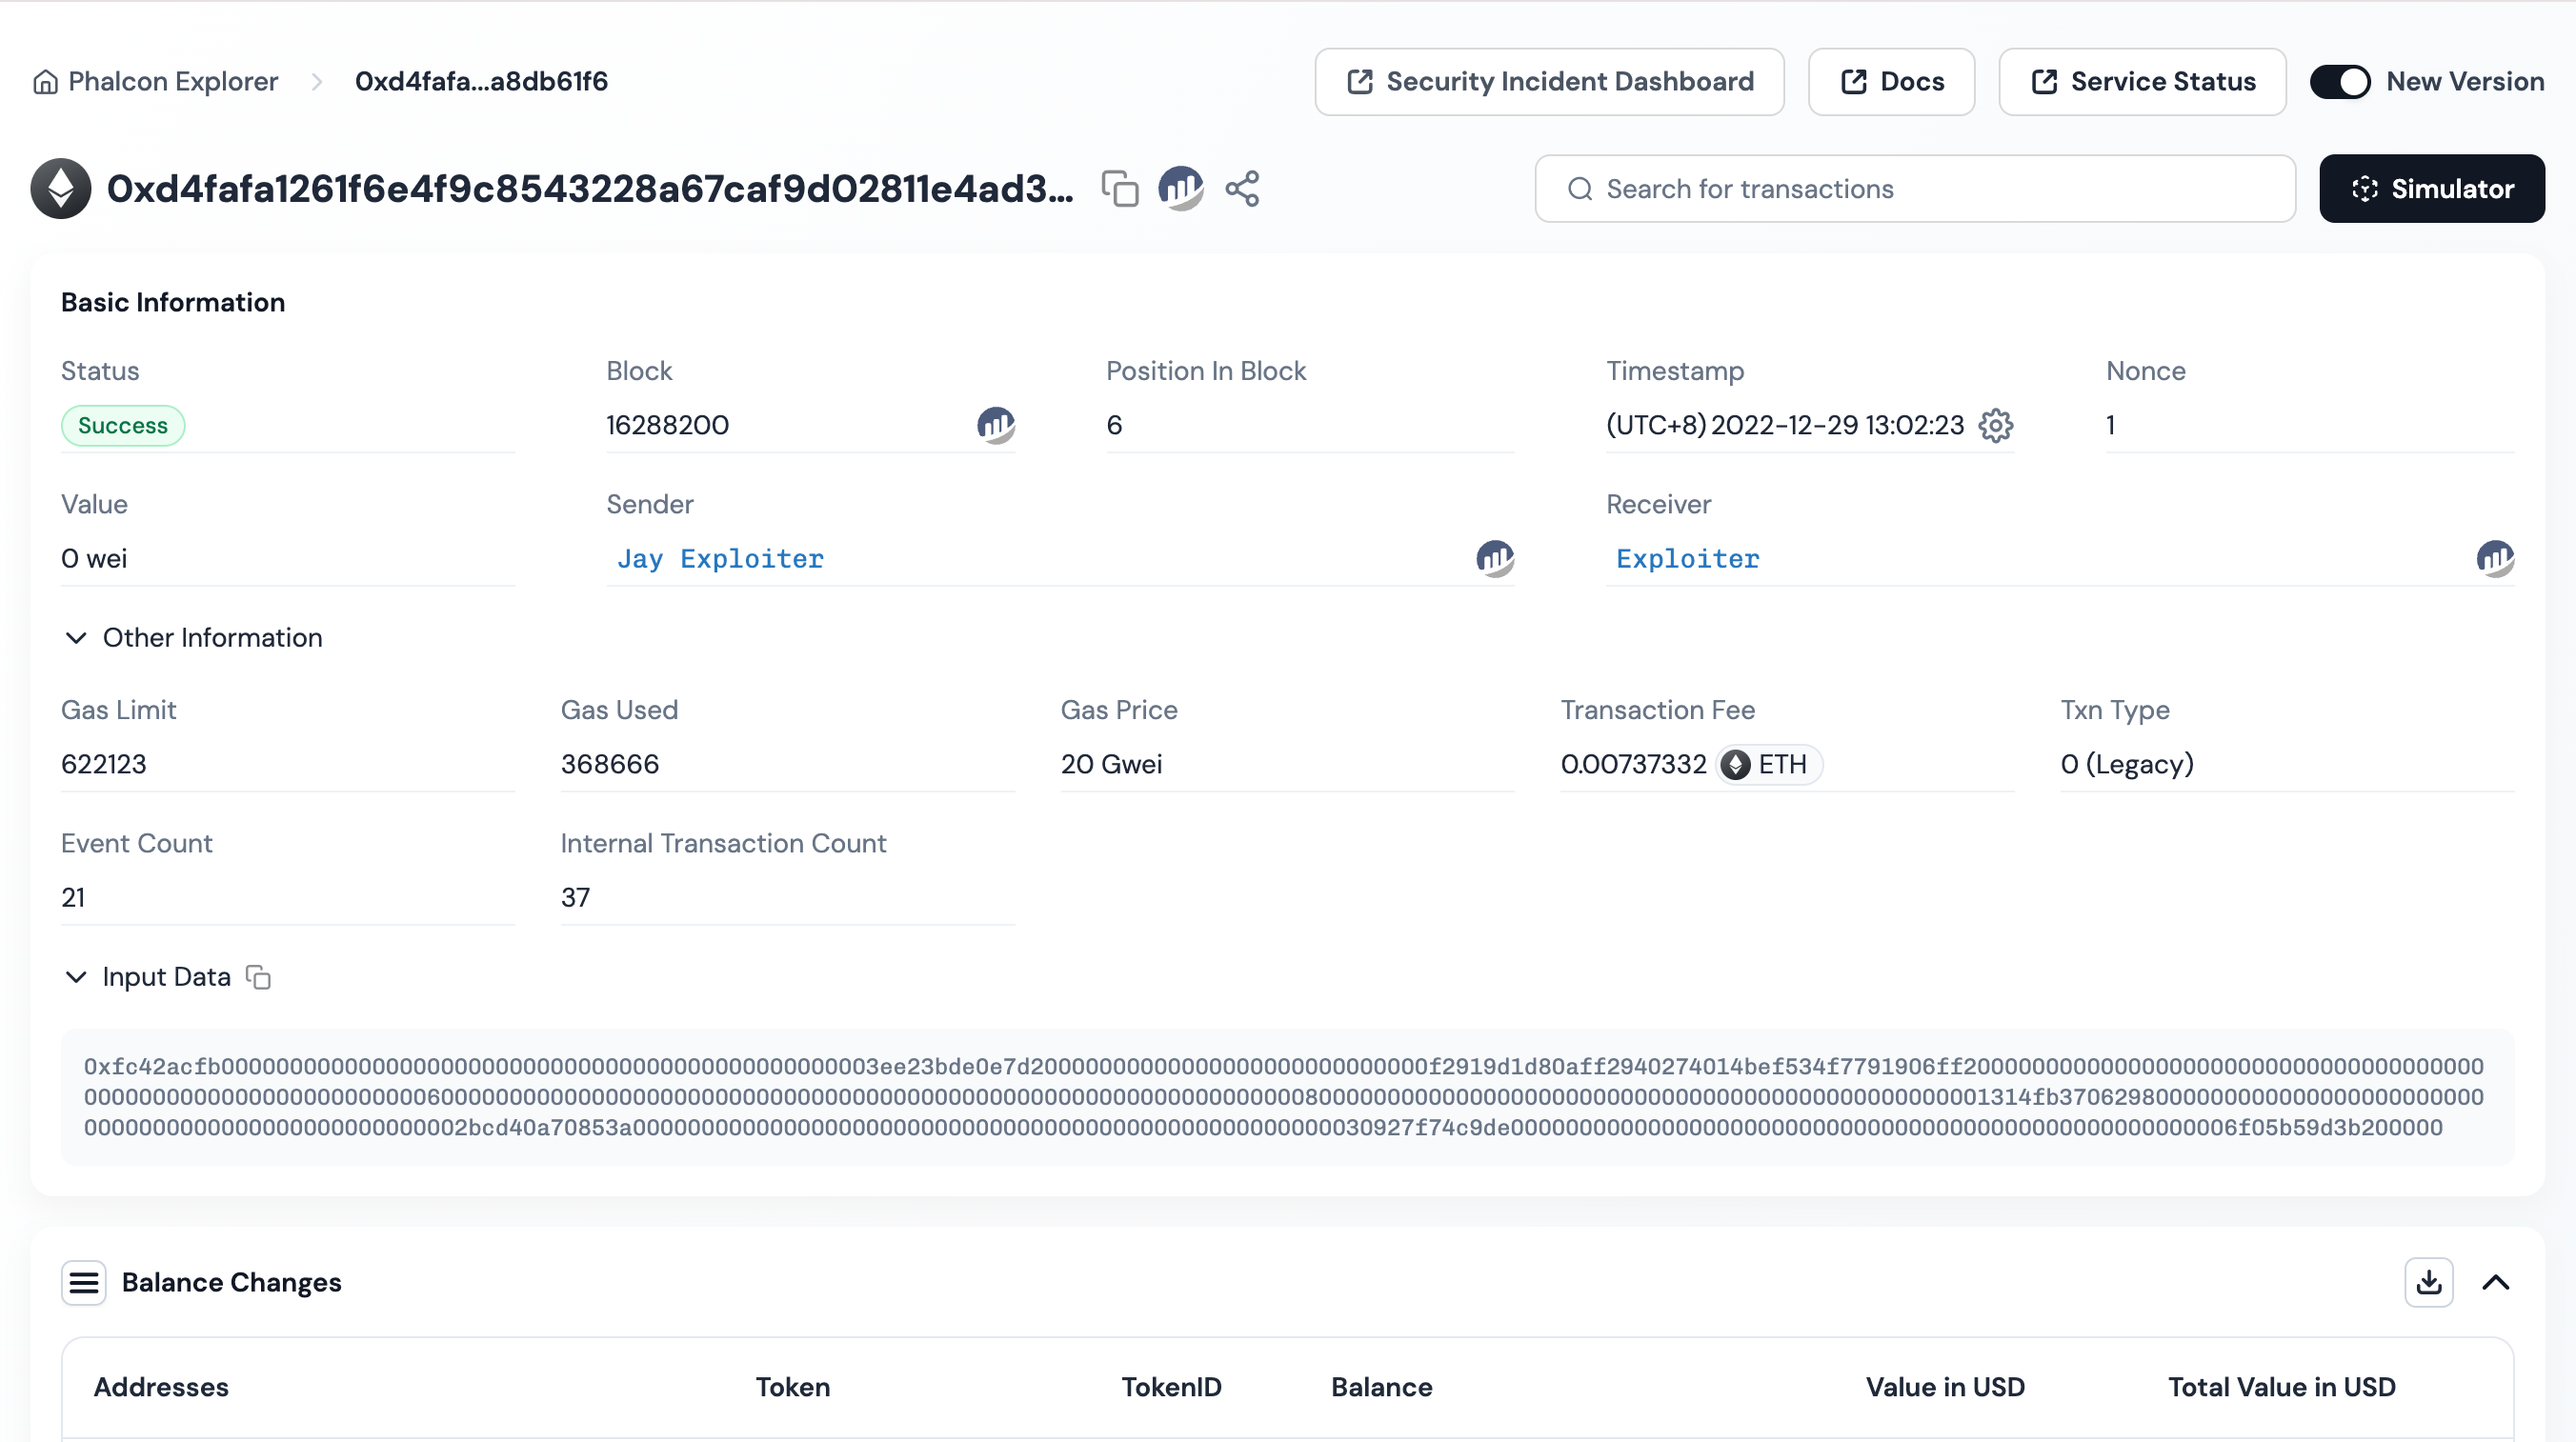 Phalcon Explorer
0xd4fafa...a8db61f6
Security Incident Dashboard
Docs
Service Status
New Version
0xd4fafa1261f6e4f9c8543228a67caf9d02811e4ad3...
Search for transactions
Simulator
Basic Information
Status
Block
Position In Block
Timestamp
Nonce
Success
16288200
6
(UTC+8) 2022-12-29 13:02:23
1
Value
Sender
Receiver
0 wei
Jay Exploiter
Exploiter
Other Information
Gas Limit
Gas Used
Gas Price
Transaction Fee
Txn Type
622123
368666
20 Gwei
0.00737332 ETH
0 (Legacy)
Event Count
Internal Transaction Count
21
37
Input Data
0xfc42acfb000000000000000000000000000000000000000000000003ee23bde0e7d20000000000000000000000000000f2919d1d80aff2940274014bef534f7791906ff20000000000000000000000000000000000000
000000000000000000000000060000000000000000000000000000000000000000000000000000000000000008000000000000000000000000000000000000000000000001314fb3706298000000000000000000000000
0000000000000000000000000002bcd40a70853a000000000000000000000000000000000000000000000000000030927f74c9de00000000000000000000000000000000000000000000000000006f05b59d3b200000
Balance Changes
Addresses
Token
TokenID
Balance
Value in USD
Total Value in USD